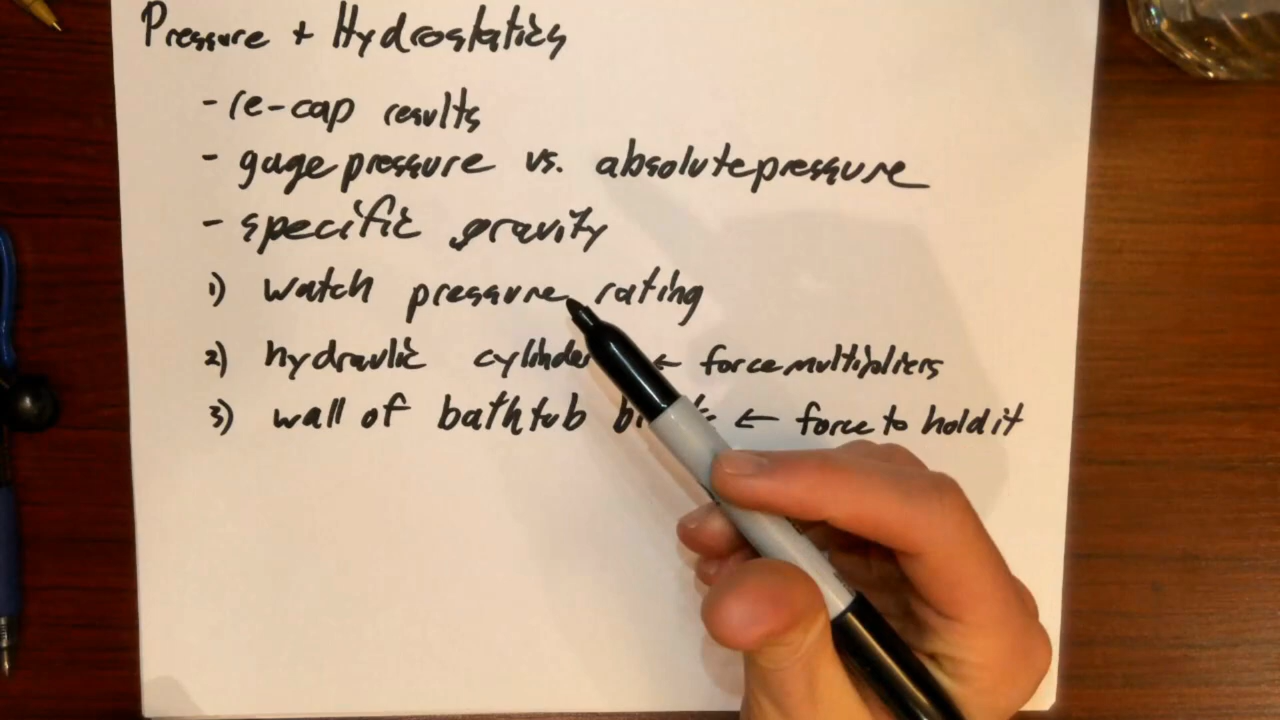 Pressure + Hydrostatics
- re-cap results
- gage pressure vs. absolute pressure
- specific gravity
1) watch pressure rating
2) hydraulic ← force multipliers
3) wall of bathtub ← force to hold it